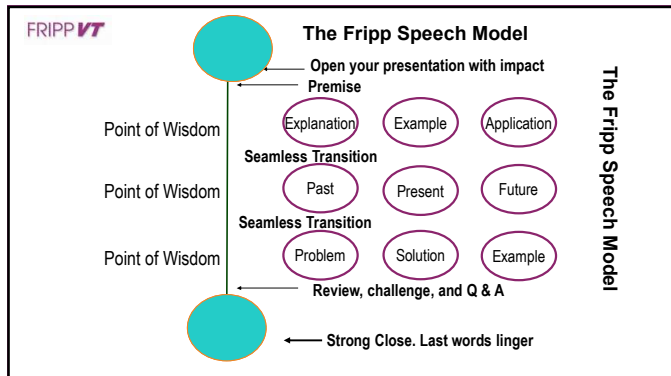 FRIPP VT
The Fripp Speech Model
Open your presentation with impact
Premise
Point of Wisdom
Explanation
Example
Application
Seamless Transition
Point of Wisdom
Past
Present
Future
Seamless Transition
Point of Wisdom
Problem
Solution
Example
Review, challenge, and Q & A
Strong Close. Last words linger
The Fripp Speech Model